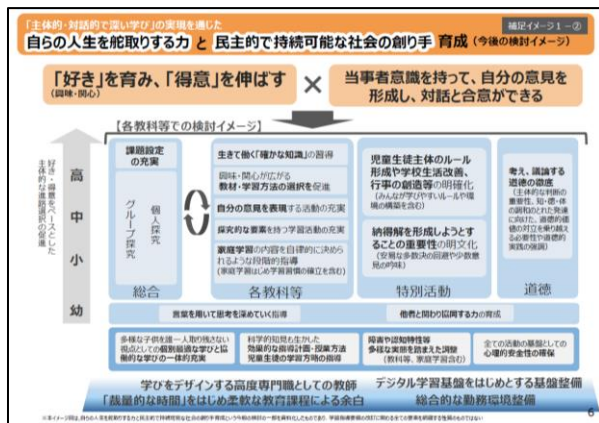 「主体的・対話的で深い学び」の実現を通じた
補足イメージ1－②
自らの人生を舵取りする力 と 民主的で持続可能な社会の創り手 育成(今後の検討イメージ)
「好き」を育み、「得意」を伸ばす
(興味・関心)
×
当事者意識を持って、自分の意見を
形成し、対話と合意ができる
【各教科等での検討イメージ】
好き・得意をベースとした
主体的な進路選択の促進
高
中
小
幼
課題設定
の充実
グループ探究
個人探究
総合
生きて働く「確かな知識」の習得
興味・関心が広がる
教材・学習方法の選択を促進
自分の意見を表現する活動の充実
探究的な要素を持つ学習活動の充実
家庭学習の内容を自律的に決めら
れるような段階的指導
(家庭学習はじめ学習習慣の確立を含む)
各教科等
児童生徒主体のルール
形成や学校生活改善、
行事の創造等の明確化
(みんなが学びやすいルールや環
境の構築を含む)
納得解を形成しようとす
ることの重要性の明文化
(安易な多数決の回避や少数意
見の吟味)
特別活動
考え、議論する
道徳の徹底
(主体的な判断の
重要性、知・徳・体
の調和のとれた発達
に向けた、道徳的価
値の対立を乗り越え
る必要性や道徳的
実践の強調)
道徳
言葉を用いて思考を深めていく指導
他者と関わり協働する力の育成
多様な子供を誰一人取り残さない
視点としての個別最適な学びと協
働的な学びの一体的充実
科学的知見も生かした
効果的な指導計画・授業方法
児童生徒の学習方略の指導
障害や認知特性等
多様な実態を踏まえた調整
(教科等、家庭学習含む)
全ての活動の基盤としての
心理的安全性の確保
学びをデザインする高度専門職としての教師
「裁量的な時間」をはじめ柔軟な教育課程による余白
デジタル学習基盤をはじめとする基盤整備
総合的な勤務環境整備
6